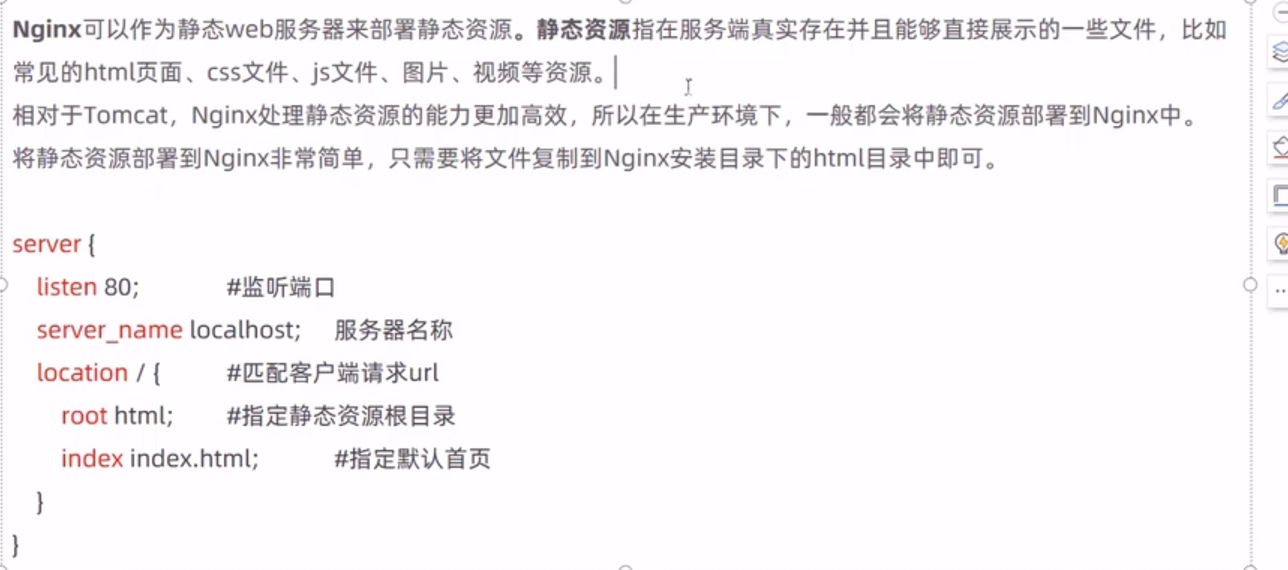 Nginx可以作为静态web服务器来部署静态资源。静态资源指在服务端真实存在并且能够直接展示的一些文件，比如
常见的html页面、css文件、js文件、图片、视频等资源。
相对于Tomcat，Nginx处理静态资源的能力更加高效，所以在生产环境下，一般都会将静态资源部署到Nginx中。
将静态资源部署到Nginx非常简单，只需要将文件复制到Nginx安装目录下的html目录中即可。
server {
listen 80; #监听端口
server_name localhost; 服务器名称
location / { #匹配客户端请求url
root html; #指定静态资源根目录
index index.html; #指定默认首页
}
}